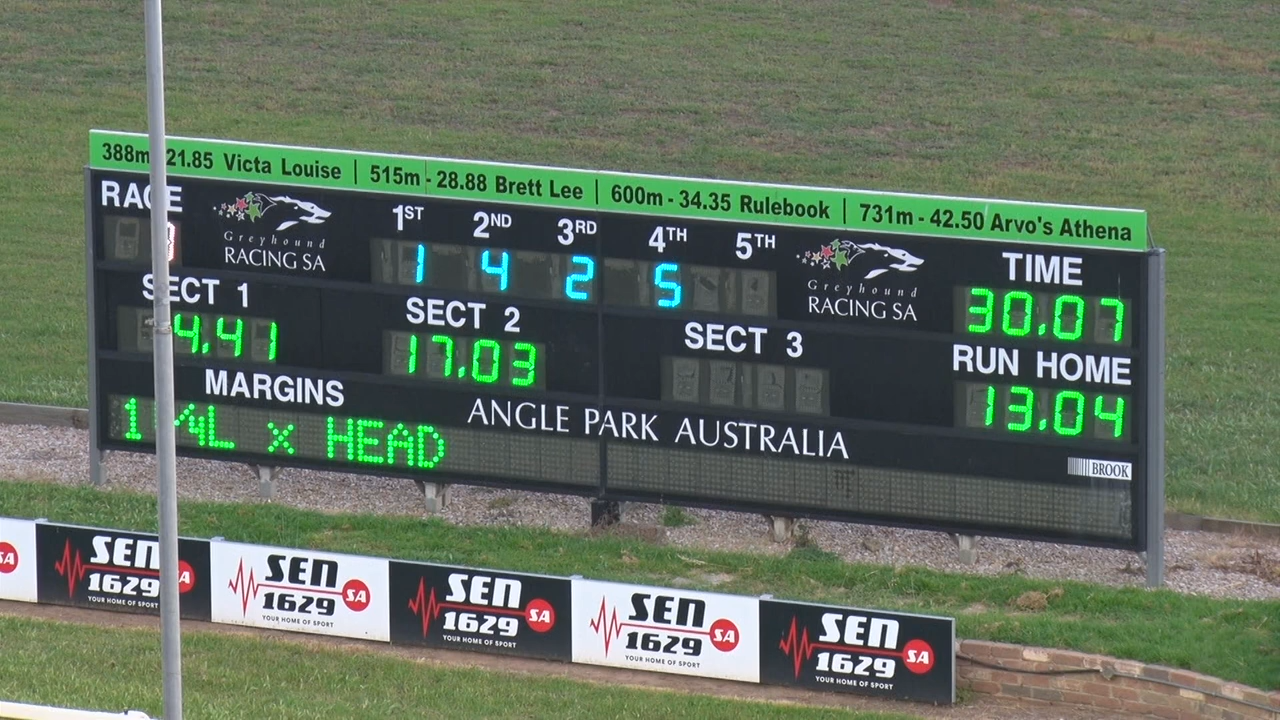 388m 21.85 Victa Louise | 515m - 28.88 Brett Lee | 600m - 34.35 Rulebook | 731m - 42.50 Arvo's Athena
RACE
Greyhound
RACING SA
1ST 2ND 3RD 4TH 5TH
1 4 2 5
Greyhound
RACING SA
TIME
30.07
SECT 1
4.41
SECT 2
17.03
SECT 3
RUN HOME
13.04
MARGINS
1 ¼L x HEAD
ANGLE PARK AUSTRALIA
BROOK
SA
SEN
1629 SA
YOUR HOME OF SPORT
SEN
1629 SA
YOUR HOME OF SPORT
SEN
1629 SA
YOUR HOME OF SPORT
SEN
1629 SA
YOUR HOME OF SPORT
SEN
1629 SA
YOUR HOME OF SPORT